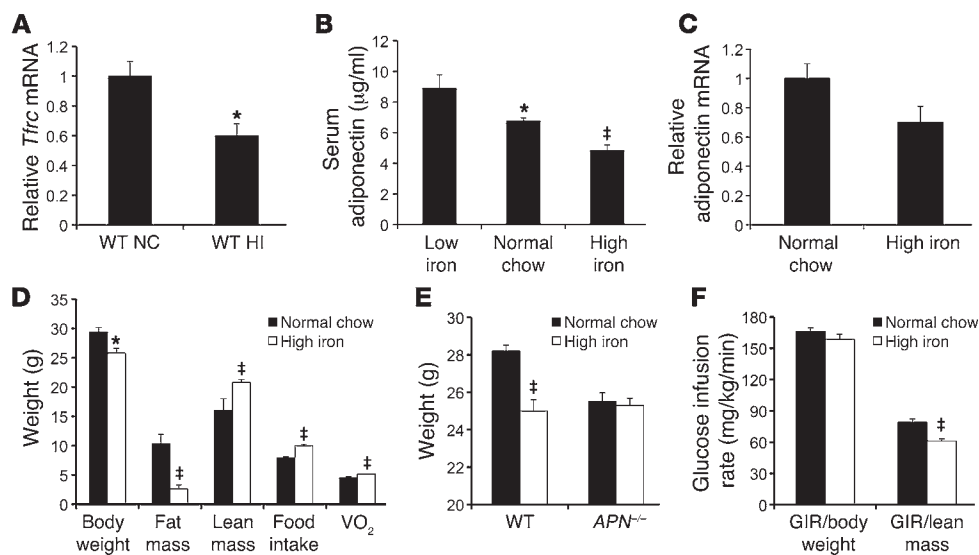 A
Relative Tfrc mRNA
1.2
1
0.8
0.6
0.4
0.2
0
*
WT NC
WT HI
B
Serum
adiponectin (μg/ml)
12
10
8
6
4
2
0
*
‡
Low
iron
Normal
chow
High
iron
C
Relative
adiponectin mRNA
1.2
1
0.8
0.6
0.4
0.2
0
Normal
chow
High iron
D
Weight (g)
35
30
25
20
15
10
5
0
Normal chow
High iron
*
‡
‡
‡
‡
Body
weight
Fat
mass
Lean
mass
Food
intake
VO₂
E
Weight (g)
30
28
26
24
22
20
Normal chow
High iron
‡
WT
APN⁻/⁻
F
Glucose infusion
rate (mg/kg/min)
180
150
120
90
60
30
0
Normal chow
High iron
‡
GIR/body
weight
GIR/lean
mass